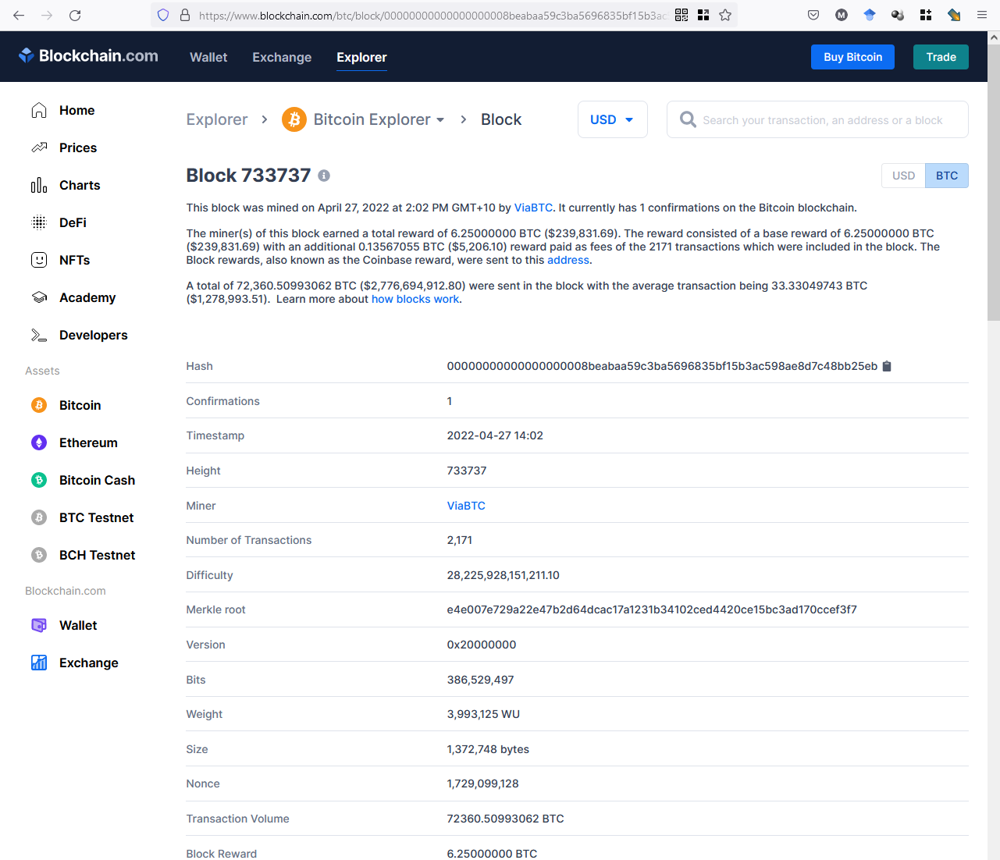 https://www.blockchain.com/btc/block/00000000000000000008beabaa59c3ba5696835bf15b3ac
M
Blockchain.com
Wallet
Exchange
Explorer
Buy Bitcoin
Trade
Home
Prices
Charts
DeFi
NFTs
Academy
Developers
Assets
Bitcoin
Ethereum
Bitcoin Cash
BTC Testnet
BCH Testnet
Blockchain.com
Wallet
Exchange
Explorer > Bitcoin Explorer > Block
USD
Search your transaction, an address or a block
Block 733737
USD BTC
This block was mined on April 27, 2022 at 2:02 PM GMT+10 by ViaBTC. It currently has 1 confirmations on the Bitcoin blockchain.
The miner(s) of this block earned a total reward of 6.25000000 BTC ($239,831.69). The reward consisted of a base reward of 6.25000000 BTC
($239,831.69) with an additional 0.13567055 BTC ($5,206.10) reward paid as fees of the 2171 transactions which were included in the block. The
Block rewards, also known as the Coinbase reward, were sent to this address.
A total of 72,360.50993062 BTC ($2,776,694,912.80) were sent in the block with the average transaction being 33.33049743 BTC
($1,278,993.51). Learn more about how blocks work.
Hash 00000000000000000008beabaa59c3ba5696835bf15b3ac598ae8d7c48bb25eb
Confirmations 1
Timestamp 2022-04-27 14:02
Height 733737
Miner ViaBTC
Number of Transactions 2,171
Difficulty 28,225,928,151,211.10
Merkle root e4e007e729a22e47b2d64dcac17a1231b34102ced4420ce15bc3ad170ccef3f7
Version 0x20000000
Bits 386,529,497
Weight 3,993,125 WU
Size 1,372,748 bytes
Nonce 1,729,099,128
Transaction Volume 72360.50993062 BTC
Block Reward 6.25000000 BTC